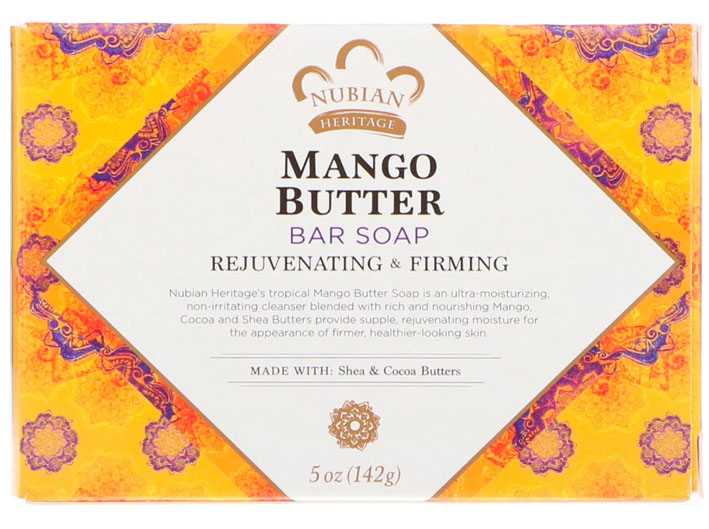 NUBIAN
HERITAGE
MANGO
BUTTER
BAR SOAP
REJUVENATING & FIRMING
Nubian Heritage's tropical Mango Butter Soap is an ultra-moisturizing,
non-irritating cleanser blended with rich and nourishing Mango,
Cocoa and Shea Butters provide supple, rejuvenating moisture for
the appearance of firmer, healthier-looking skin.
MADE WITH: Shea & Cocoa Butters
5 oz (142g)